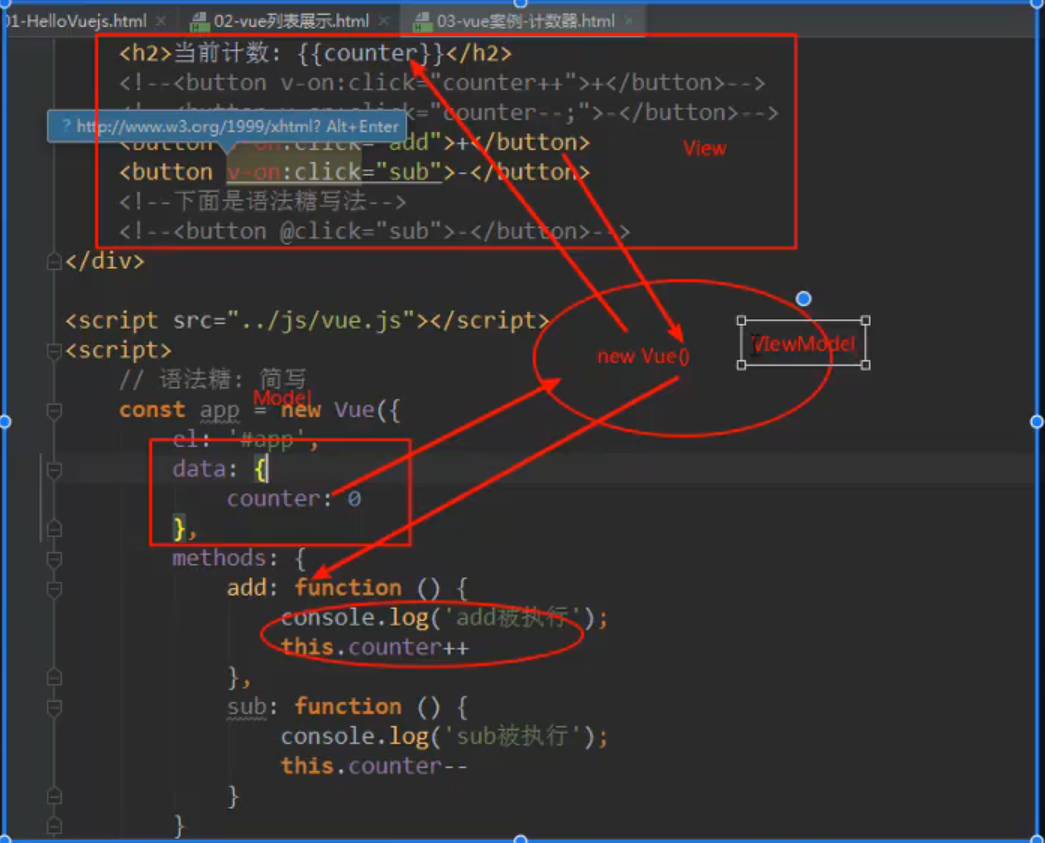 01-HelloVuejs.html × 02-vue列表展示.html × 03-vue案例-计数器.html ×
<h2>当前计数: {{counter}}</h2>
<!--<button v-on:click="counter++">+</button>-->
"counter--;">-</button>-->
? http://www.w3.org/1999/xhtml? Alt+Enter
<button v-on:click="add">+</button>
View
<button v-on:click="sub">-</button>
<!--下面是语法糖写法-->
<!--<button @click="sub">-</button>-->
</div>
<script src="../js/vue.js"></script>
<script>
new Vue()
ViewModel
// 语法糖: 简写
Model
const app = new Vue({
el: '#app',
data: {
counter: 0
},
methods: {
add: function () {
console.log('add被执行');
this.counter++
},
sub: function () {
console.log('sub被执行');
this.counter--
}
}